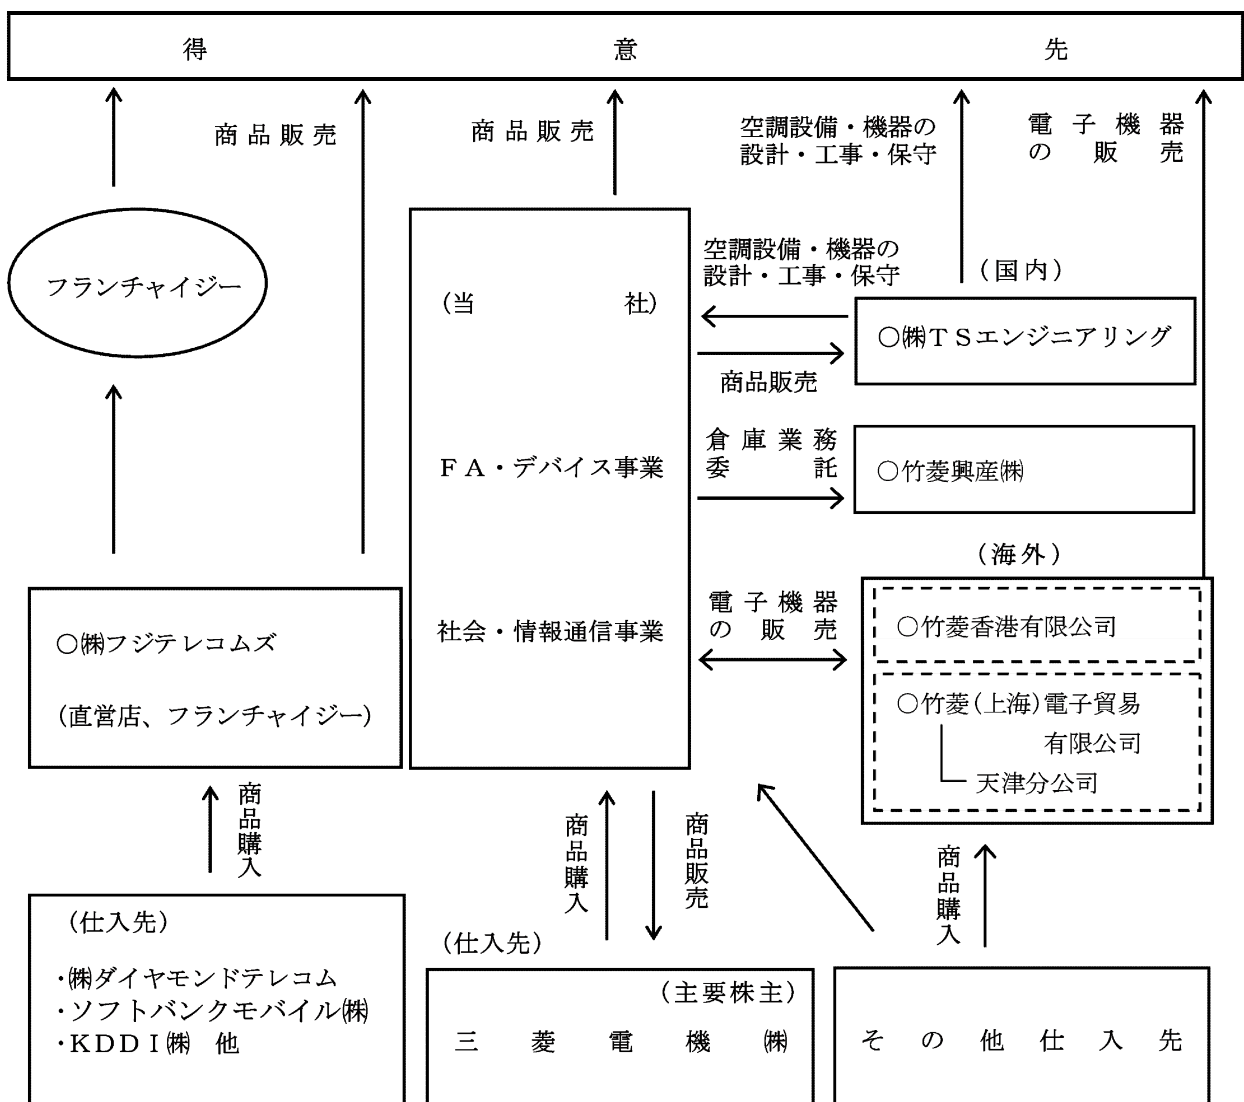 得意先
商品販売
商品販売
空調設備・機器の
設計・工事・保守
電子機器
の販売
フランチャイジー
(当社)
FA・デバイス事業
社会・情報通信事業
空調設備・機器の
設計・工事・保守
(国内)
○㈱TSエンジニアリング
商品販売
倉庫業務
委託
○竹菱興産㈱
(海外)
電子機器
の販売
○竹菱香港有限公司
○竹菱(上海)電子貿易
有限公司
天津分公司
○㈱フジテレコムズ
(直営店、フランチャイジー)
商品購入
商品購入
商品販売
商品購入
(仕入先)
・㈱ダイヤモンドテレコム
・ソフトバンクモバイル㈱
・KDDI㈱ 他
(仕入先)
(主要株主)
三菱電機㈱
その他仕入先